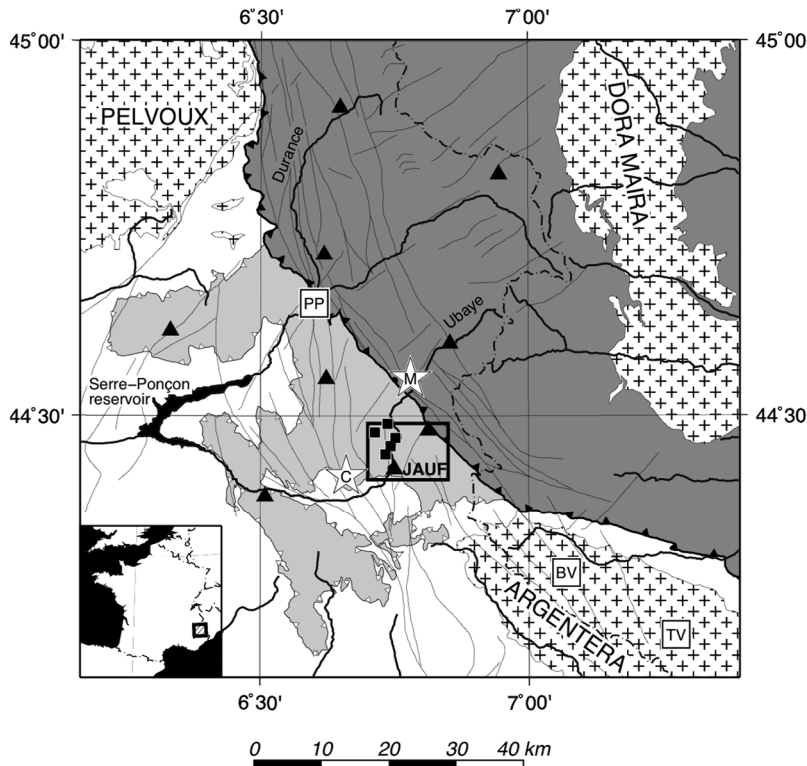 6°30' 7°00'
45°00' 45°00
PELVOUX
DORA MAIRA
Durance
PP
Ubaye
M
Serre–Ponçon
reservoir
44°30' 44°30
C
JAUF
BV
ARGENTERA
TV
6°30' 7°00'
0 10 20 30 40 km